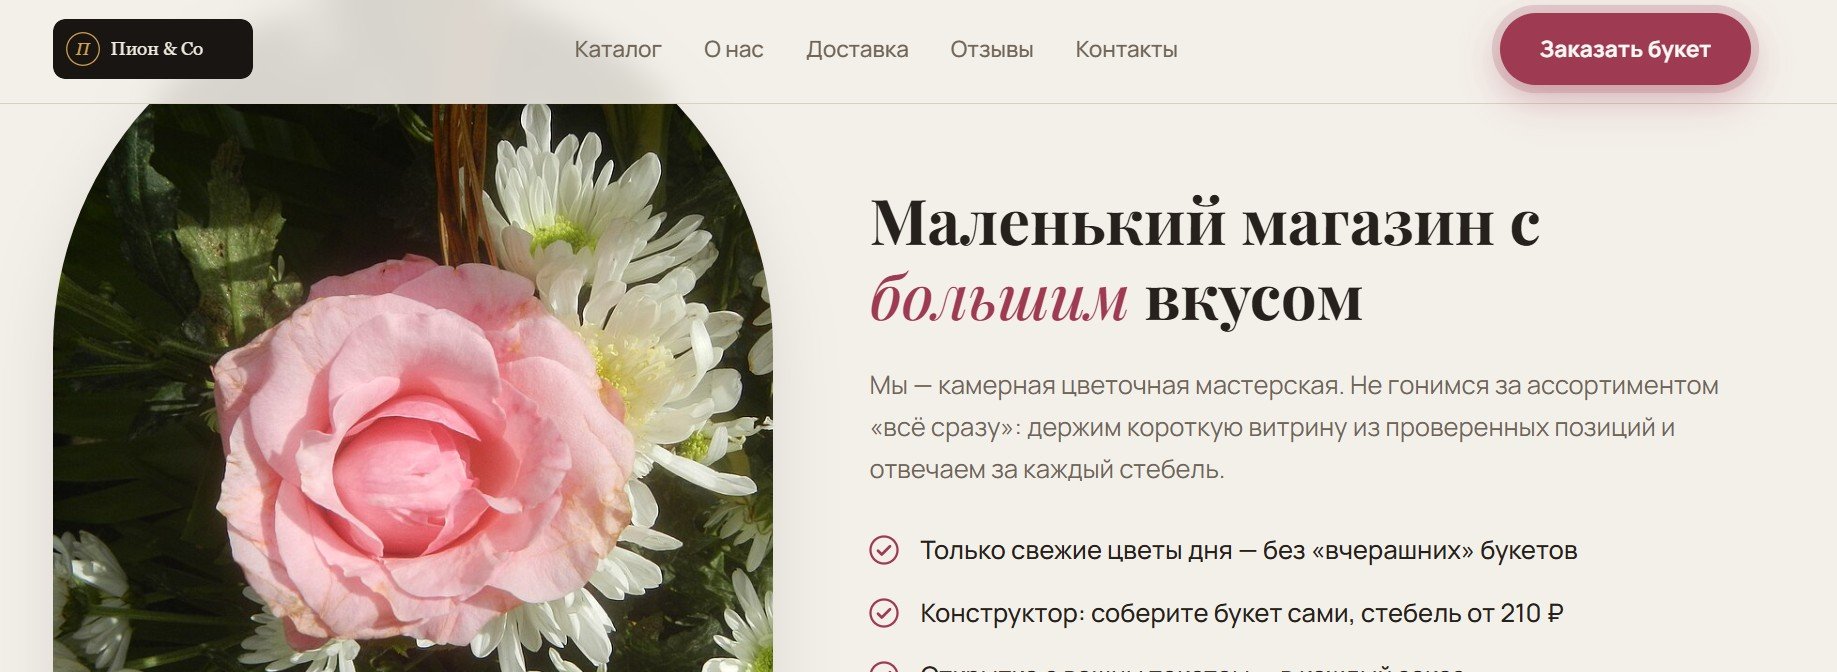 П Пион & Co
Каталог О нас Доставка Отзывы Контакты
Заказать букет
Маленький магазин с
большим вкусом
Мы — камерная цветочная мастерская. Не гонимся за ассортиментом
«всё сразу»: держим короткую витрину из проверенных позиций и
отвечаем за каждый стебель.
Только свежие цветы дня — без «вчерашних» букетов
Конструктор: соберите букет сами, стебель от 210 ₽